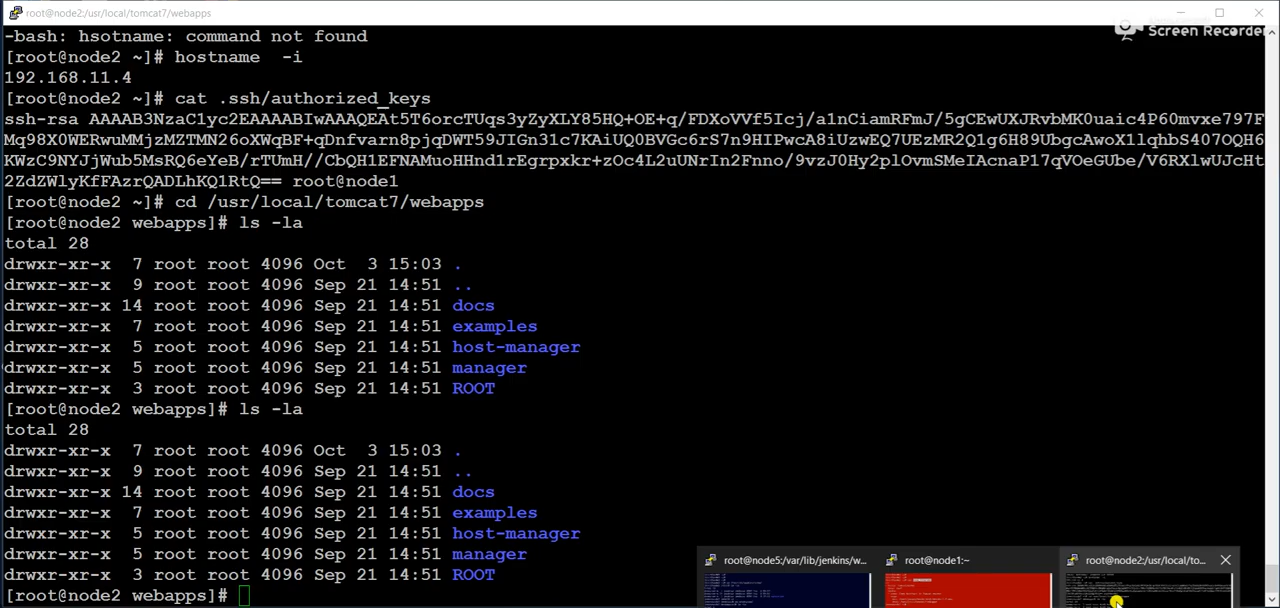 root@node2:/usr/local/tomcat7/webapps
Screen Recorder
-bash: hsotname: command not found
[root@node2 ~]# hostname  -i
192.168.11.4
[root@node2 ~]# cat .ssh/authorized_keys
ssh-rsa AAAAB3NzaC1yc2EAAAABIwAAAQEAt5T6orcTUqs3yZyXLY85HQ+OE+q/FDXoVVf5Icj/a1nCiamRFmJ/5gCEwUXJRvbMK0uaic4P60mvxe797F
Mq98X0WERwuMMjzMZTMN26oXWqBF+qDnfvarn8pjqDWT59JIGn31c7KAiUQ0BVGc6rS7n9HIPwcA8iUzwEQ7UEzMR2Q1g6H89UbgcAwoX1lqhbS407OQH6
KWzC9NYJjWub5MsRQ6eYeB/rTUmH//CbQH1EFNAMuoHHnd1rEgrpxkr+zOc4L2uUNrIn2Fnno/9vzJ0Hy2plOvmSMeIAcnaP17qVOeGUbe/V6RXlwUJcHt
2ZdZWlyKfFAzrQADLhKQ1RtQ== root@node1
[root@node2 ~]# cd /usr/local/tomcat7/webapps
[root@node2 webapps]# ls -la
total 28
drwxr-xr-x  7 root root 4096 Oct  3 15:03 .
drwxr-xr-x  9 root root 4096 Sep 21 14:51 ..
drwxr-xr-x 14 root root 4096 Sep 21 14:51 docs
drwxr-xr-x  7 root root 4096 Sep 21 14:51 examples
drwxr-xr-x  5 root root 4096 Sep 21 14:51 host-manager
drwxr-xr-x  5 root root 4096 Sep 21 14:51 manager
drwxr-xr-x  3 root root 4096 Sep 21 14:51 ROOT
[root@node2 webapps]# ls -la
total 28
drwxr-xr-x  7 root root 4096 Oct  3 15:03 .
drwxr-xr-x  9 root root 4096 Sep 21 14:51 ..
drwxr-xr-x 14 root root 4096 Sep 21 14:51 docs
drwxr-xr-x  7 root root 4096 Sep 21 14:51 examples
drwxr-xr-x  5 root root 4096 Sep 21 14:51 host-manager
drwxr-xr-x  5 root root 4096 Sep 21 14:51 manager
drwxr-xr-x  3 root root 4096 Sep 21 14:51 ROOT
[root@node2 webapps]#
root@node5:/var/lib/jenkins/w...
root@node1:~
root@node2:/usr/local/to...